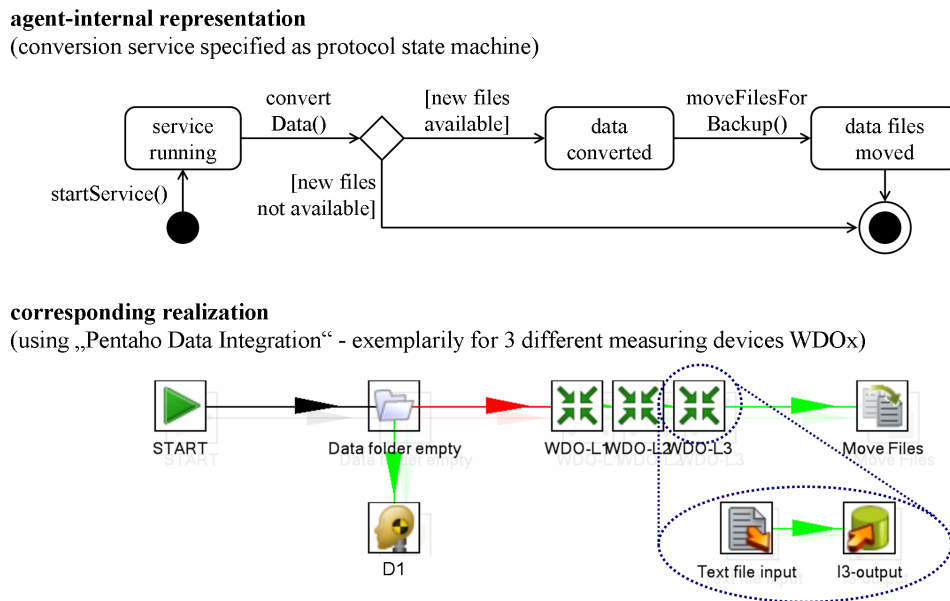 agent-internal representation
(conversion service specified as protocol state machine)
convert
Data()
[new files
available]
moveFilesFor
Backup()
service
running
data
converted
data files
moved
startService()
[new files
not available]
corresponding realization
(using „Pentaho Data Integration“ - exemplarily for 3 different measuring devices WDOx)
START
Data folder empty
WDO-L1
WDO-L2
WDO-L3
Move Files
D1
Text file input
I3-output